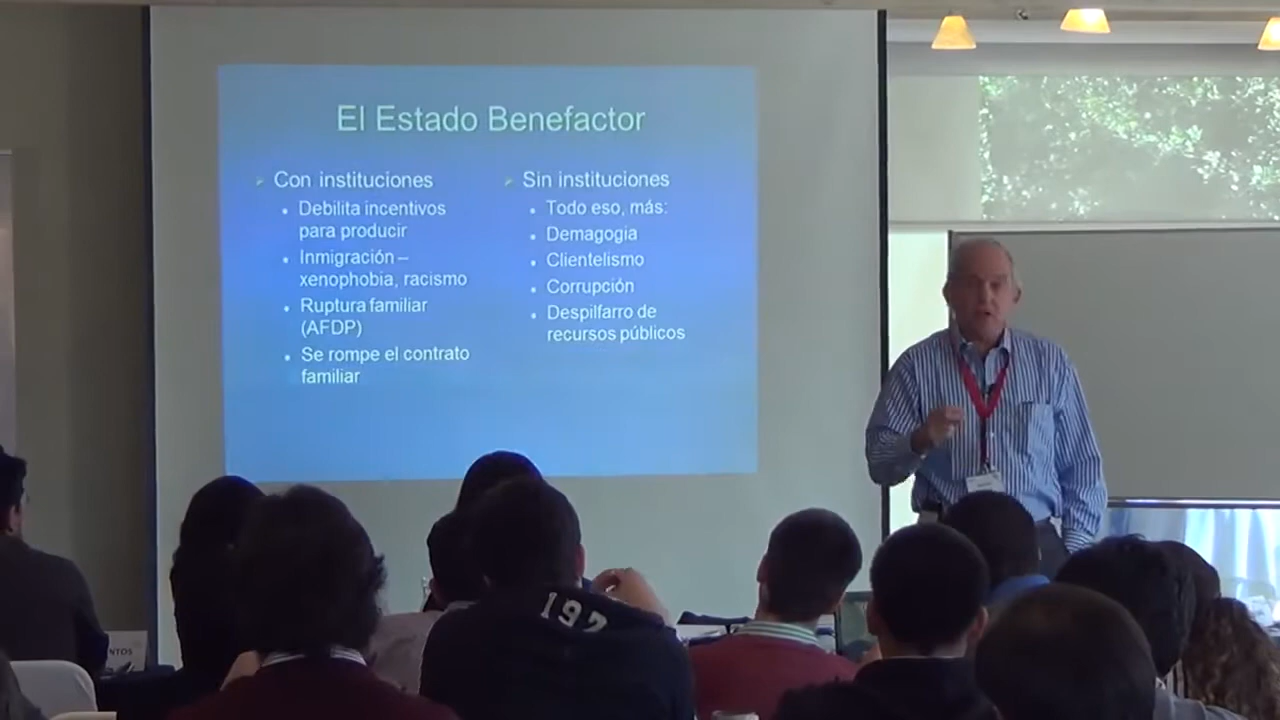 El Estado Benefactor
Con instituciones
Debilita incentivos
para producir
Inmigración –
xenophobia, racismo
Ruptura familiar
(AFDP)
Se rompe el contrato
familiar
Sin instituciones
Todo eso, más:
Demagogia
Clientelismo
Corrupción
Despilfarro de
recursos públicos
197
NTOS